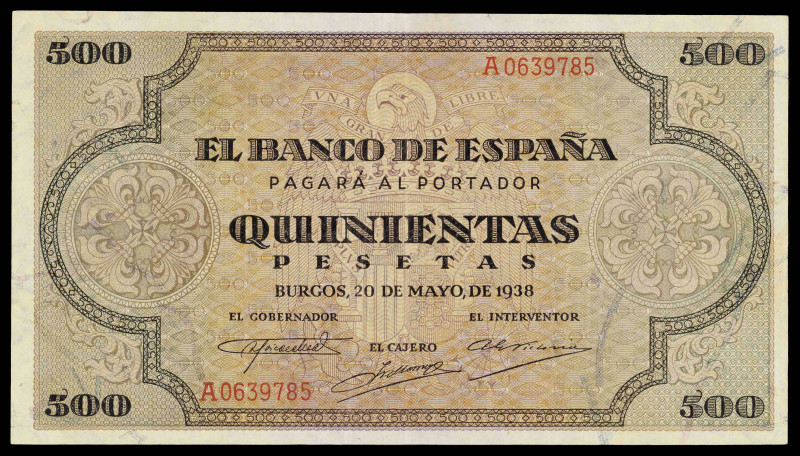 500 500
A0639785
UNA GRANDE LIBRE
EL BANCO DE ESPAÑA
PAGARÁ AL PORTADOR
QUINIENTAS
PESETAS
BURGOS, 20 DE MAYO, DE 1938
EL GOBERNADOR EL INTERVENTOR
EL CAJERO
A0639785
500 500